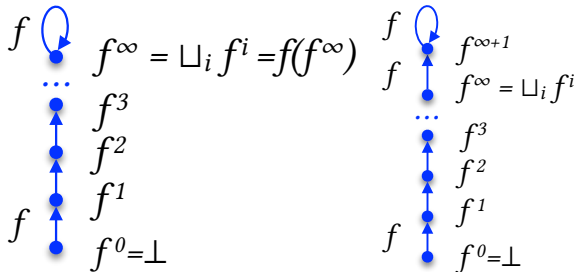 f
f^∞ = ⊔_i f^i =f(f^∞)
...
f^3
f^2
f^1
f
f^0=⊥
f
f^{∞+1}
f
f^∞ = ⊔_i f^i
...
f^3
f^2
f^1
f
f^0=⊥